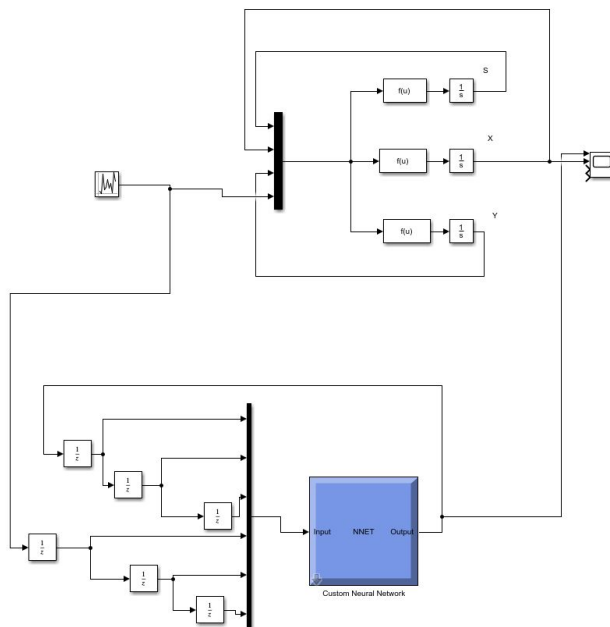 S
f(u)
1
s
X
f(u)
1
s
Y
f(u)
1
s
1
z
1
z
1
z
1
z
1
z
1
z
Input NNET Output
Custom Neural Network